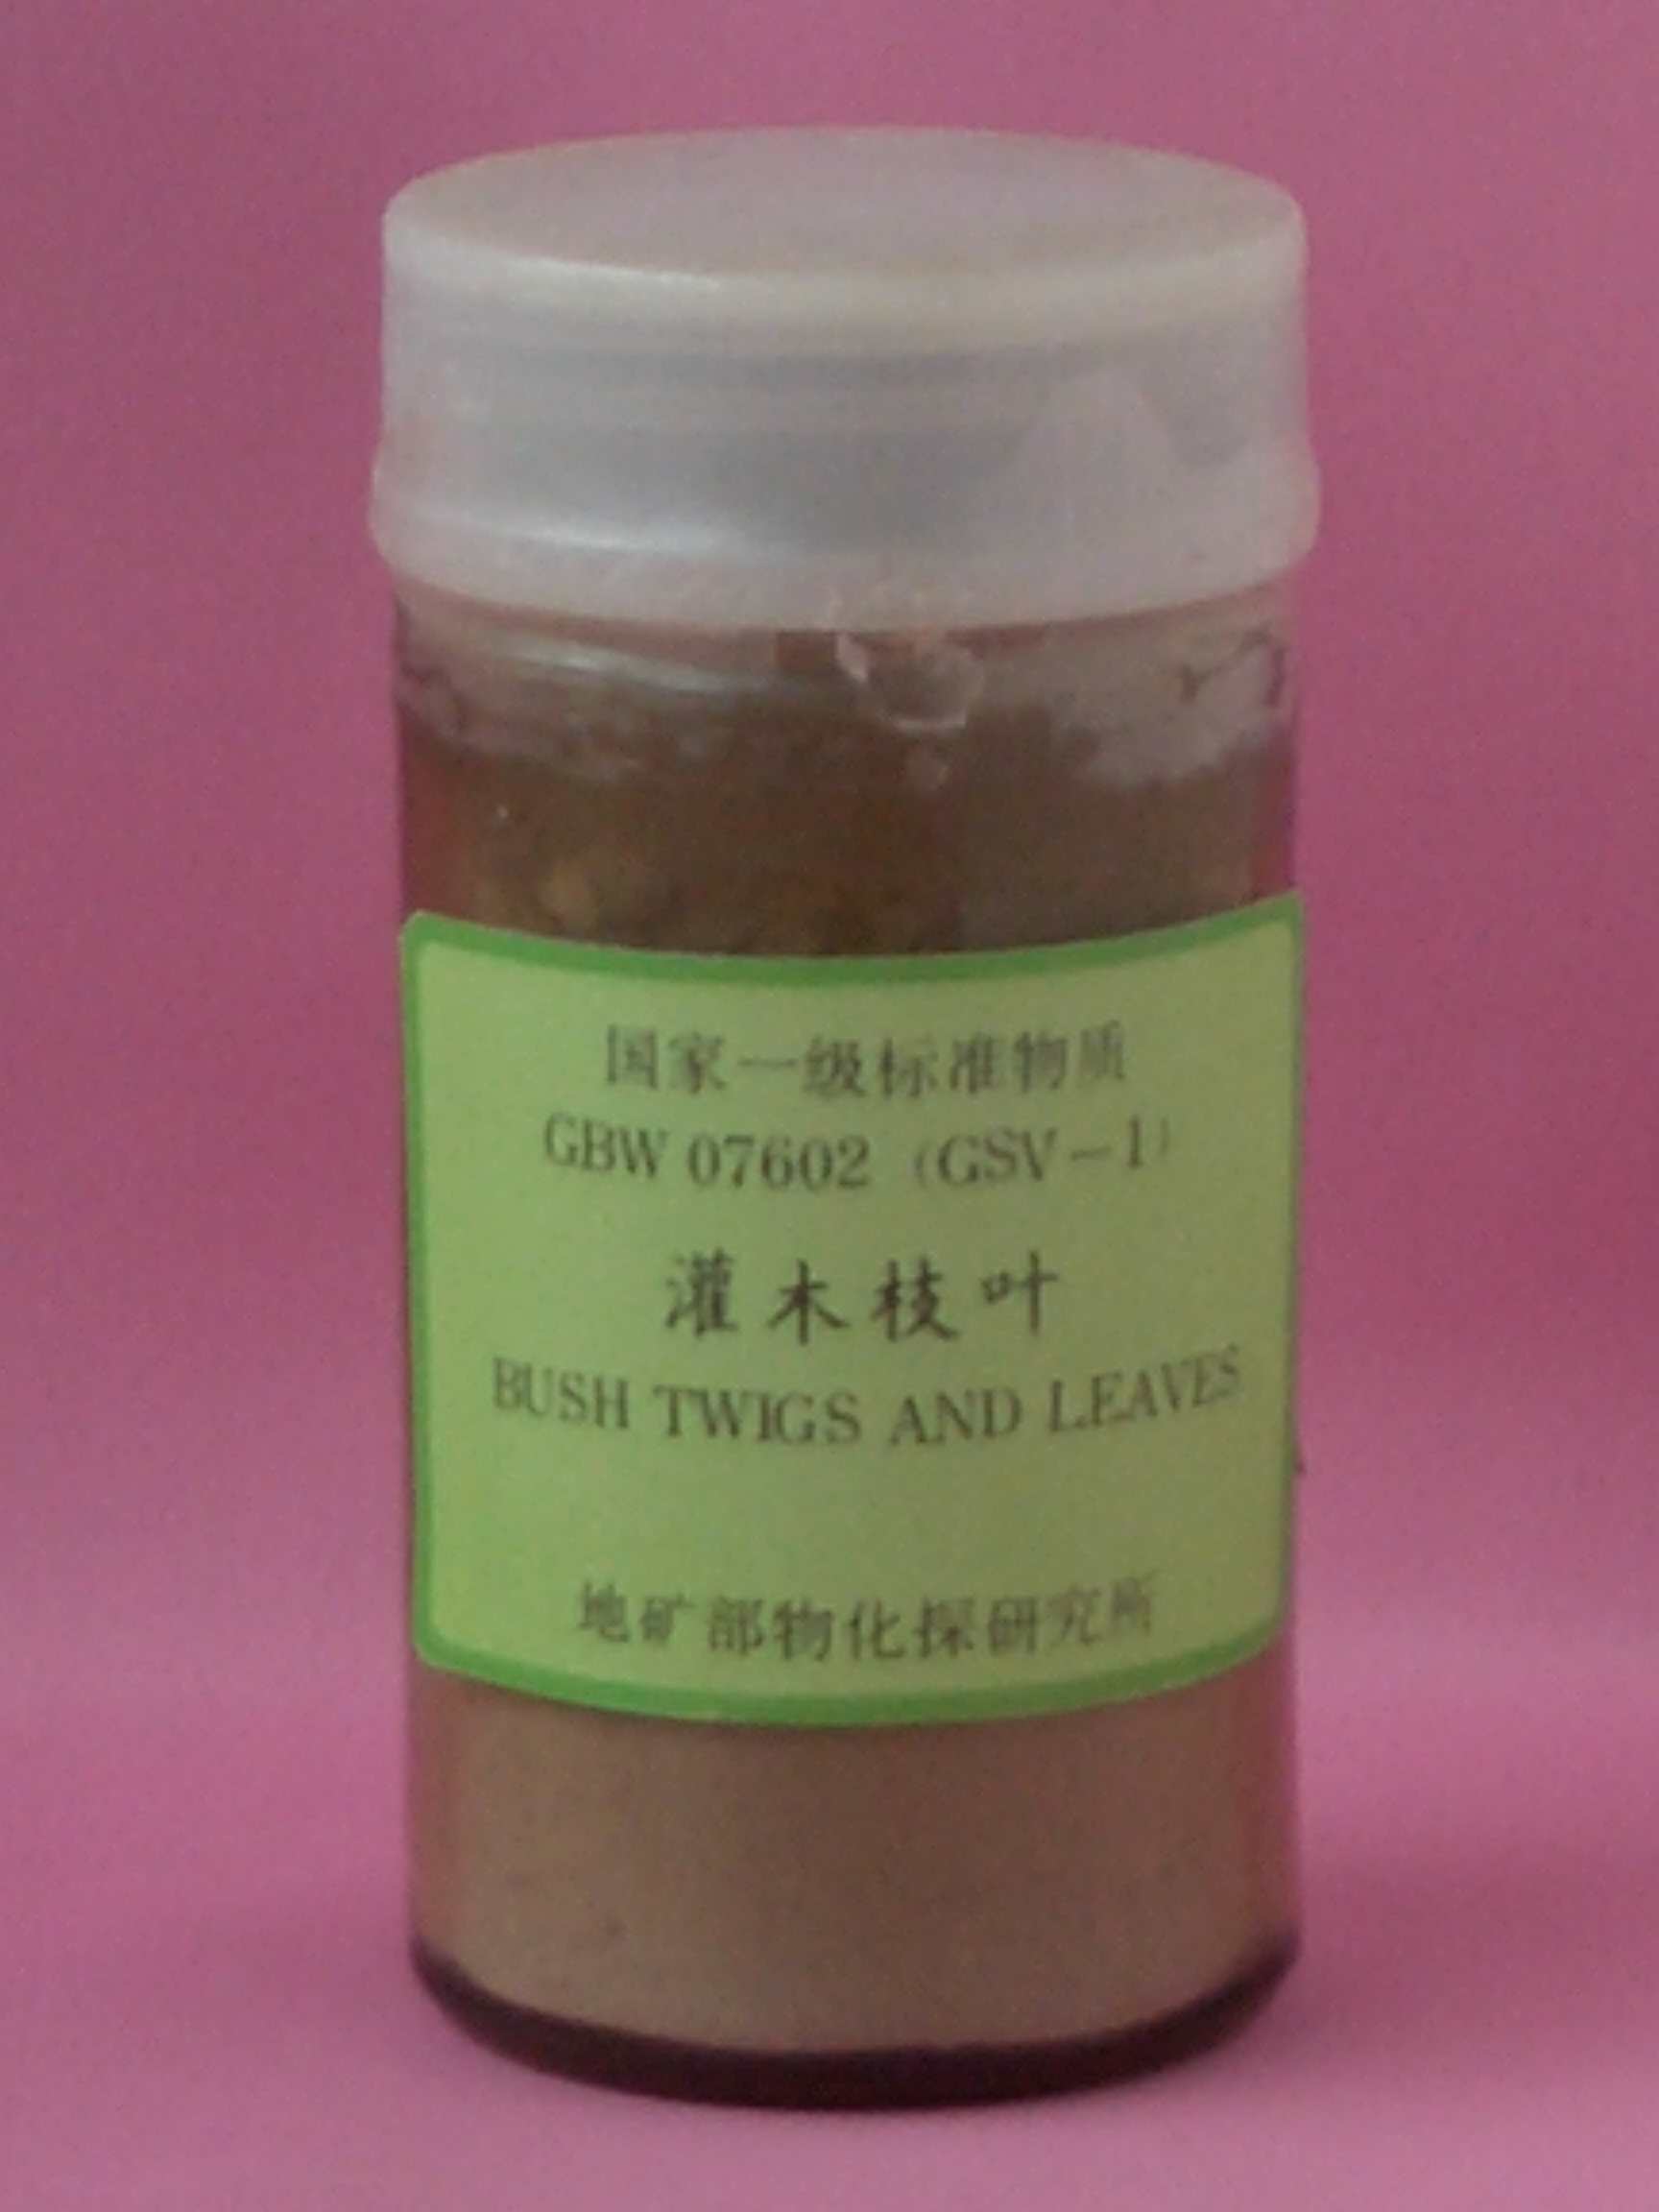 国家一级标准物质
GBW 07602 (GSV-1)
灌木枝叶
BUSH TWIGS AND LEAVES
地矿部物化探研究所